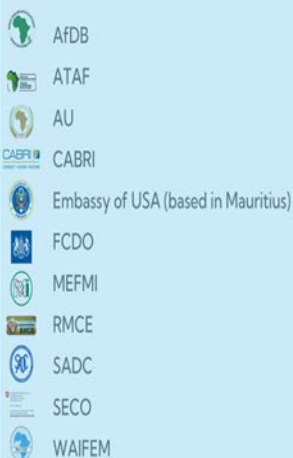 AfDB
ATAF
AU
CABRI
CABRI
Embassy of USA (based in Mauritius)
FCDO
MEFMI
RMCE
SADC
SECO
WAIFEM